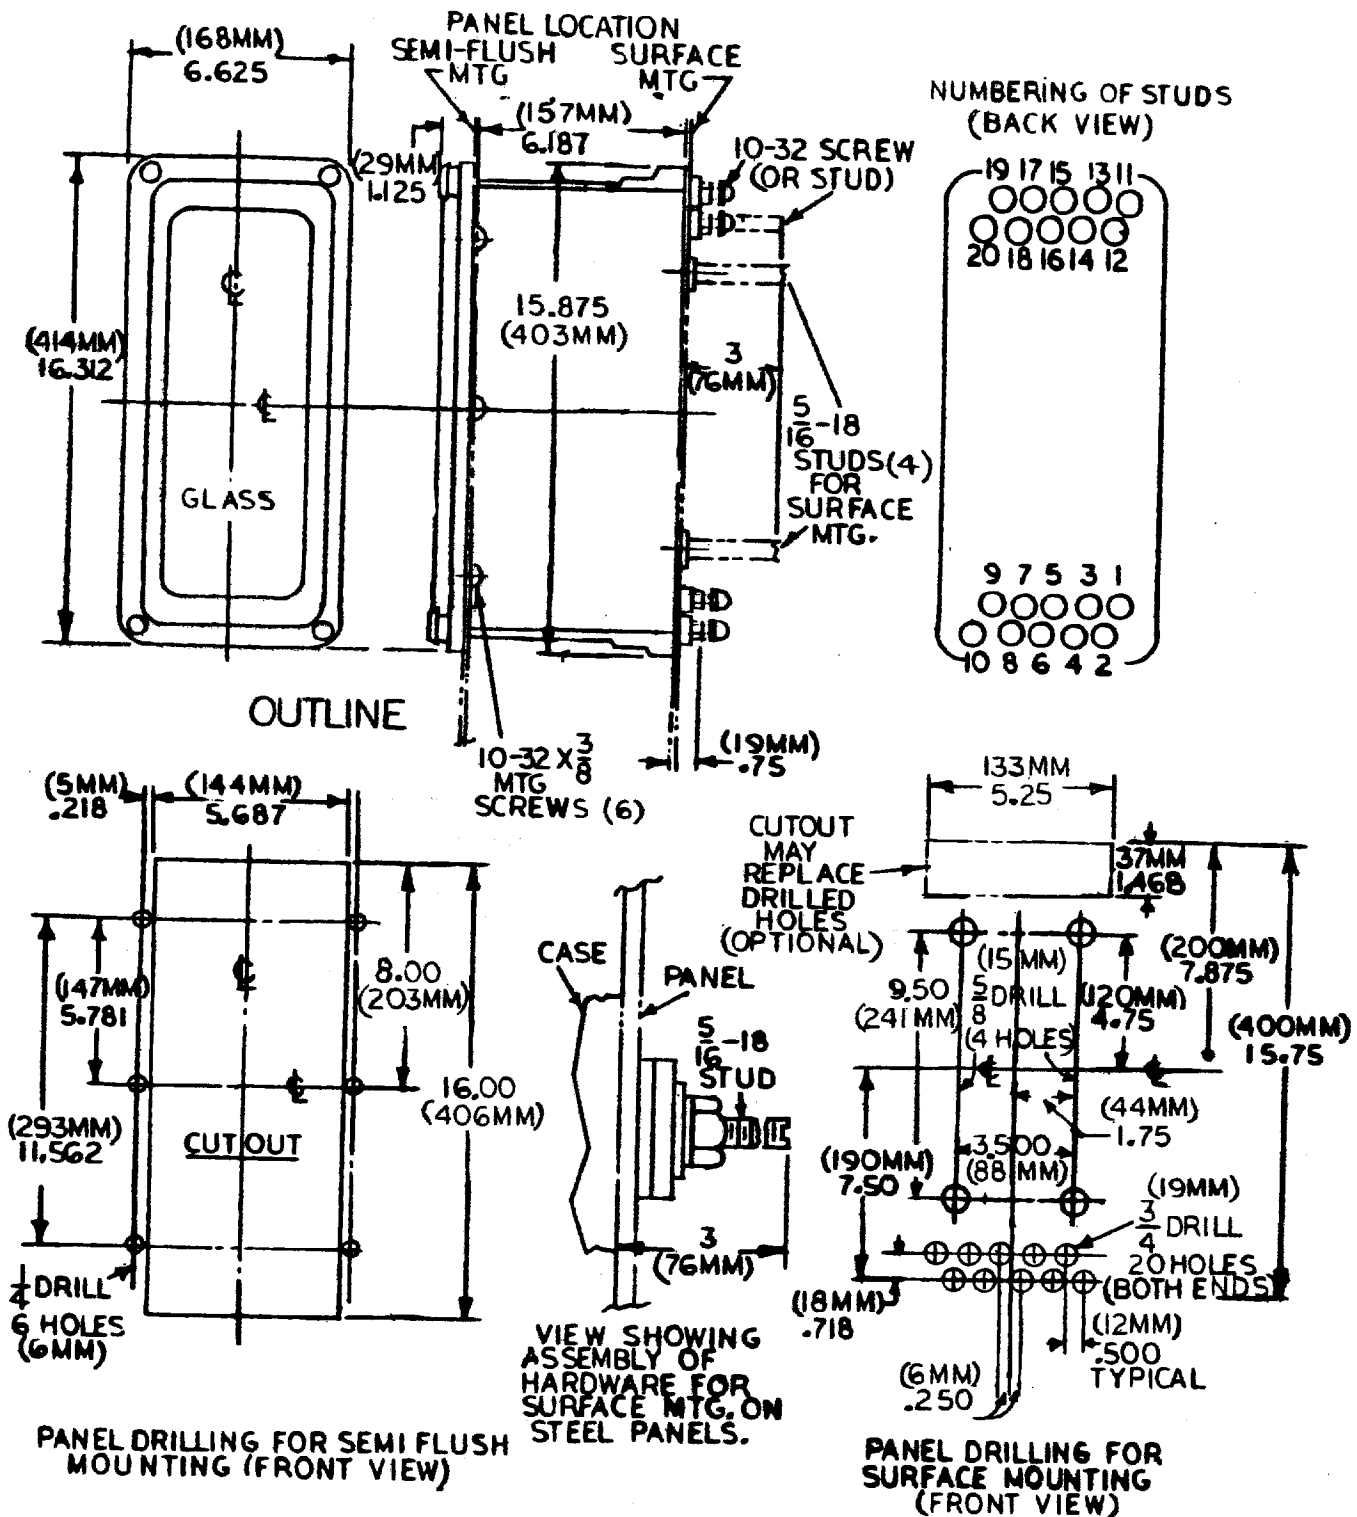 PANEL LOCATION
SEMI-FLUSH
MTG
SURFACE
MTG
(168MM)
6.625
(157MM)
6.187
(29MM
1.125
10-32 SCREW
(OR STUD)
(414MM)
16.312
15.875
(403MM)
3
(76MM)
5/16-18
STUDS(4)
FOR
SURFACE
MTG.
GLASS
OUTLINE
10-32 X 3/8
MTG
SCREWS (6)
(19MM)
.75
NUMBERING OF STUDS
(BACK VIEW)
19 17 15 13 11
20 18 16 14 12
9 7 5 3 1
10 8 6 4 2
(5MM)
.218
(144MM)
5.687
(147MM)
5.781
8.00
(203MM)
(293MM)
11.562
16.00
(406MM)
CUTOUT
1/4 DRILL
6 HOLES
(6MM)
PANEL DRILLING FOR SEMI FLUSH
MOUNTING (FRONT VIEW)
CASE
PANEL
5/16-18
STUD
3
(76MM)
VIEW SHOWING
ASSEMBLY OF
HARDWARE FOR
SURFACE MTG. ON
STEEL PANELS.
133MM
5.25
CUTOUT
MAY
REPLACE
DRILLED
HOLES
(OPTIONAL)
37MM
1.468
(15MM)
5/8 DRILL
(4 HOLES)
9.50
(241MM)
(120MM)
4.75
(200MM)
7.875
(400MM)
15.75
(44MM)
1.75
3.500
(88MM)
(190MM)
7.50
(19MM)
3/4 DRILL
20 HOLES
(BOTH ENDS)
(18MM)
.718
(12MM)
.500
TYPICAL
(6MM)
.250
PANEL DRILLING FOR
SURFACE MOUNTING
(FRONT VIEW)